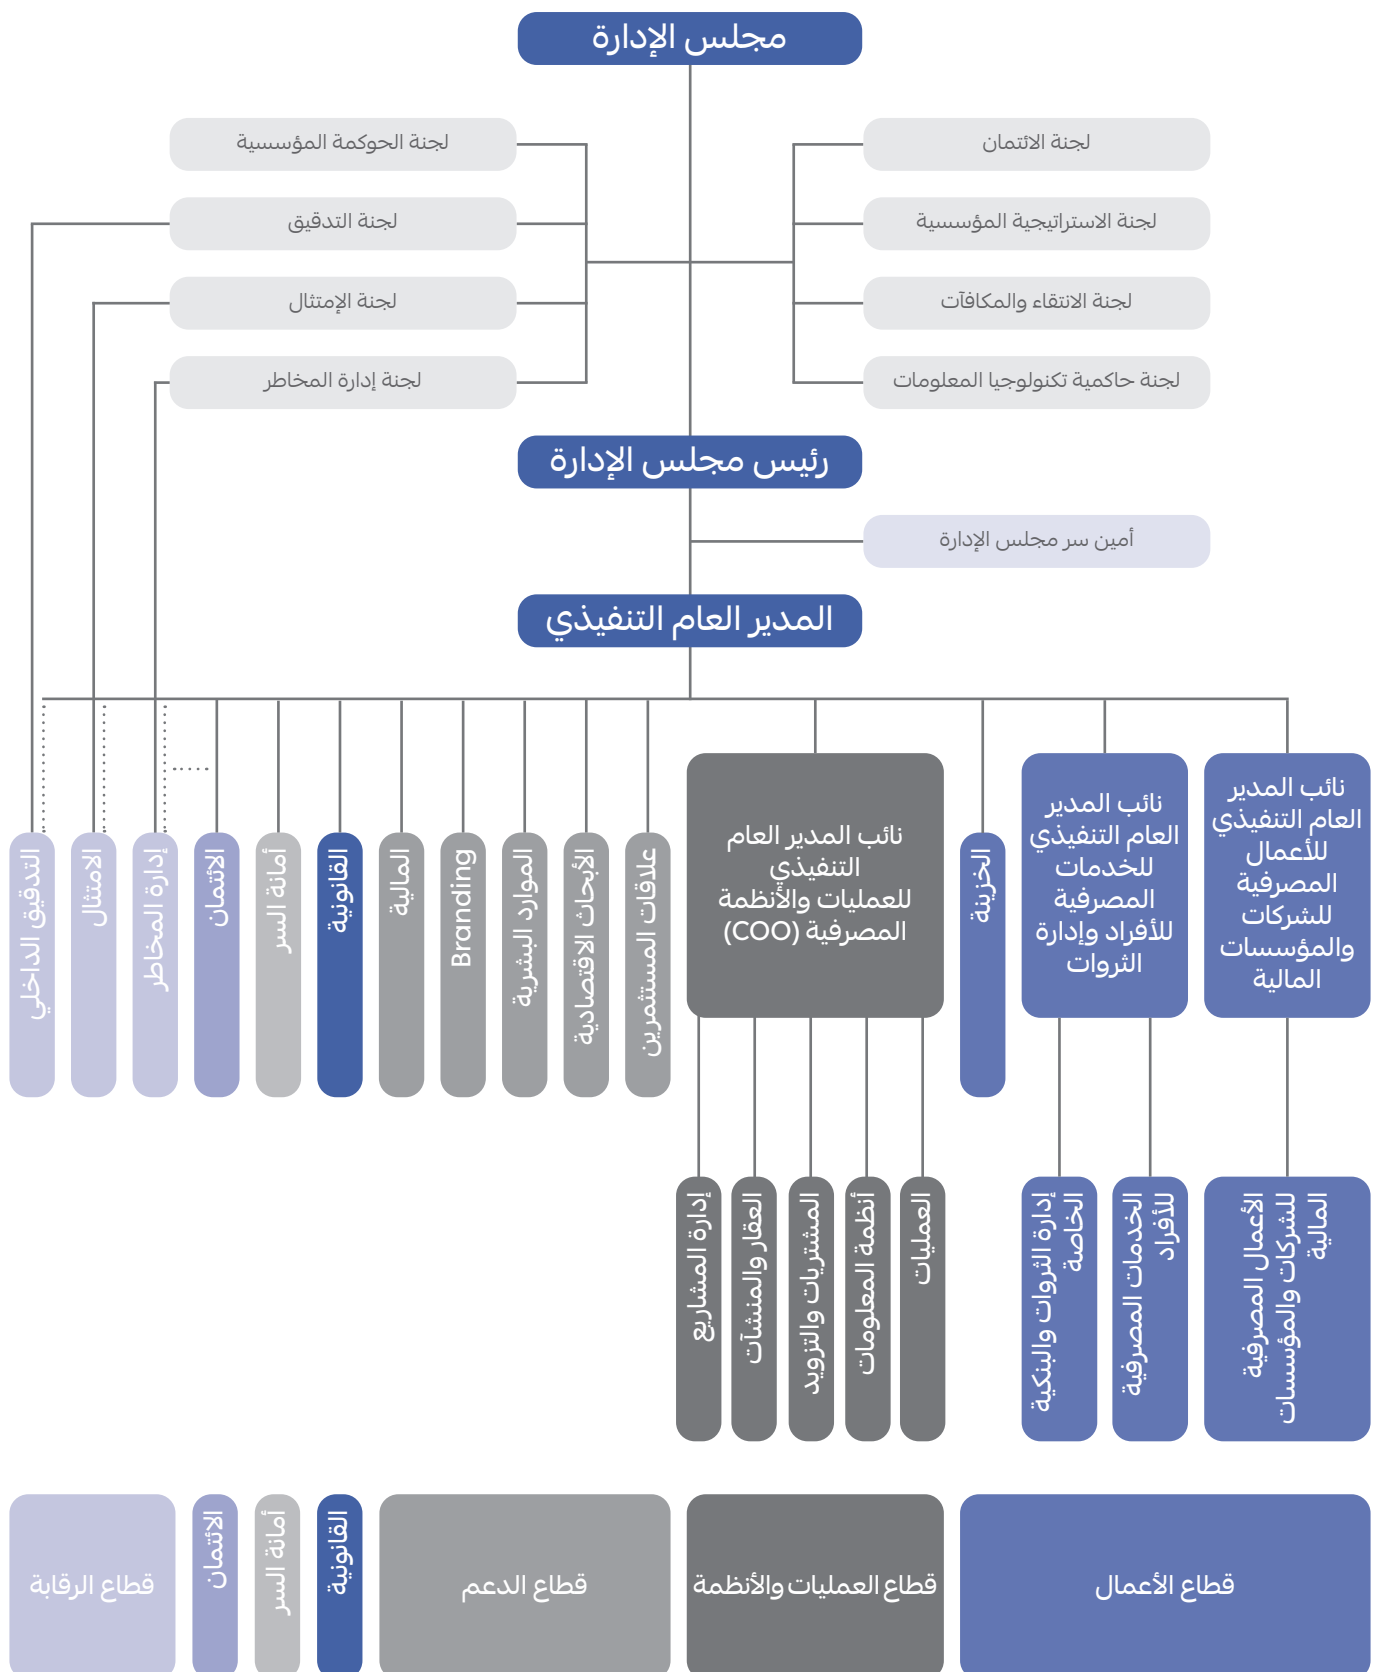 مجلس الإدارة
لجنة الائتمان
لجنة الحوكمة المؤسسية
لجنة الاستراتيجية المؤسسية
لجنة التدقيق
لجنة الانتقاء والمكافآت
لجنة الإمتثال
لجنة حاكمية تكنولوجيا المعلومات
لجنة إدارة المخاطر
رئيس مجلس الإدارة
أمين سر مجلس الإدارة
المدير العام التنفيذي
نائب المدير
العام التنفيذي
للأعمال
المصرفية
للشركات
والمؤسسات
المالية
نائب المدير
العام التنفيذي
للخدمات
المصرفية
للأفراد وإدارة
الثروات
الخزينة
نائب المدير العام
التنفيذي
للعمليات والأنظمة
المصرفية (COO)
علاقات المستثمرين
الأبحاث الاقتصادية
الموارد البشرية
Branding
المالية
القانونية
أمانة السر
الائتمان
إدارة المخاطر
الامتثال
التدقيق الداخلي
الأعمال المصرفية
للشركات والمؤسسات
المالية
الخدمات المصرفية
للأفراد
إدارة الثروات والبنكية
الخاصة
العمليات
أنظمة المعلومات
المشتريات والتزويد
العقار والمنشآت
إدارة المشاريع
قطاع الأعمال
قطاع العمليات والأنظمة
قطاع الدعم
القانونية
أمانة السر
الائتمان
قطاع الرقابة